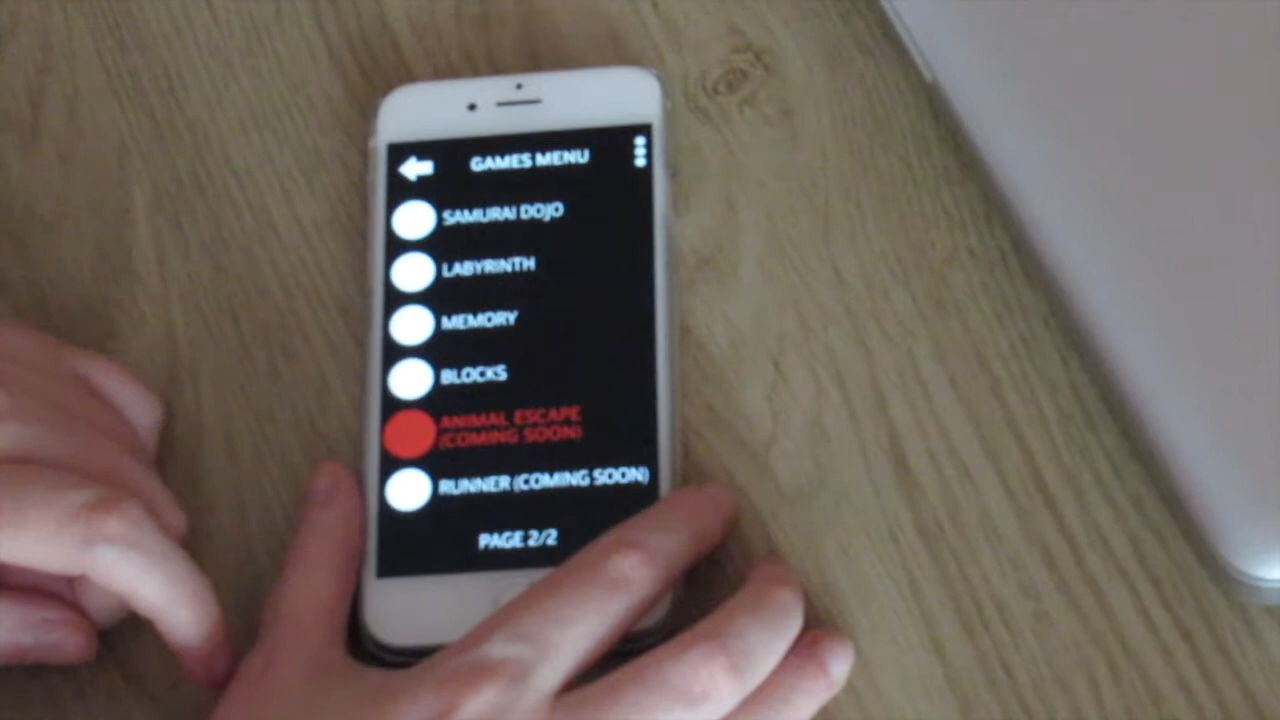 GAMES MENU
SAMURAI DOJO
LABYRINTH
MEMORY
BLOCKS
ANIMAL ESCAPE
(COMING SOON)
RUNNER (COMING SOON)
PAGE 2/2